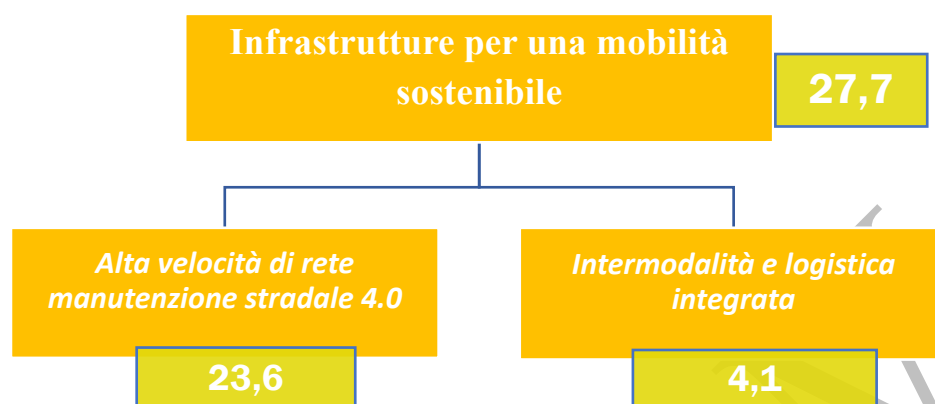 Infrastrutture per una mobilità
sostenibile
27,7
Alta velocità di rete
manutenzione stradale 4.0
23,6
Intermodalità e logistica
integrata
4,1